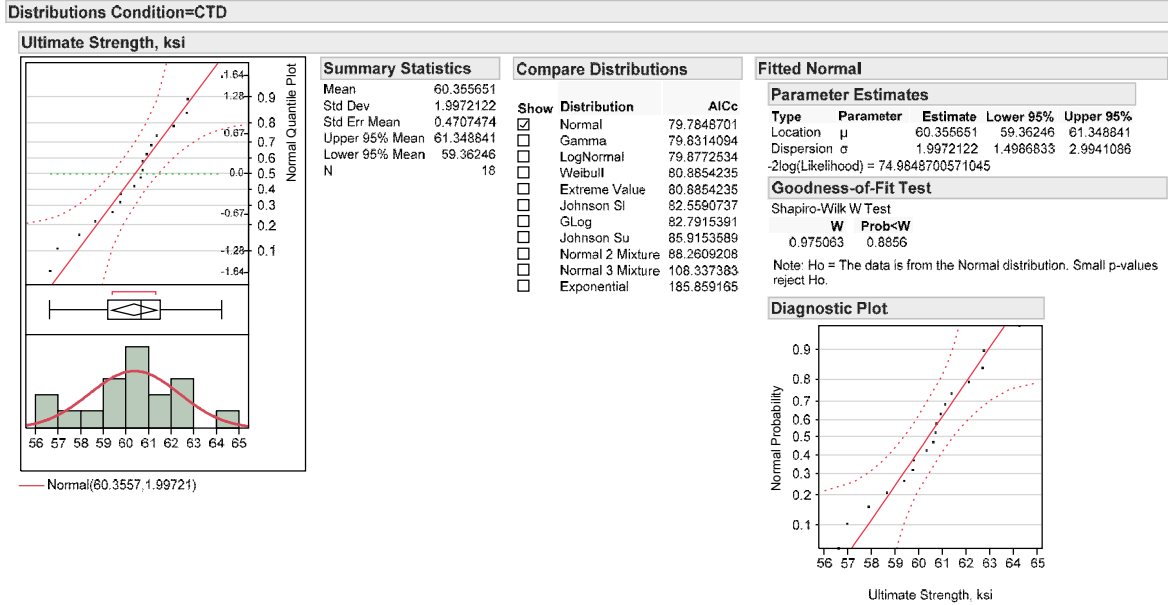 Distributions Condition=CTD
Ultimate Strength, ksi
1.64
1.28
0.67
0.0
-0.67
-1.28
-1.64
0.9
0.8
0.7
0.6
0.5
0.4
0.3
0.2
0.1
Normal Quantile Plot
56 57 58 59 60 61 62 63 64 65
Normal(60.3557,1.99721)
Summary Statistics
Mean 60.355651
Std Dev 1.9972122
Std Err Mean 0.4707474
Upper 95% Mean 61.348841
Lower 95% Mean 59.36246
N 18
Compare Distributions
Show Distribution AICc
Normal 79.7848701
Gamma 79.8314094
LogNormal 79.8772534
Weibull 80.8854235
Extreme Value 80.8854235
Johnson Sl 82.5590737
GLog 82.7915391
Johnson Su 85.9153589
Normal 2 Mixture 88.2609208
Normal 3 Mixture 108.337383
Exponential 185.859165
Fitted Normal
Parameter Estimates
Type Parameter Estimate Lower 95% Upper 95%
Location μ 60.355651 59.36246 61.348841
Dispersion σ 1.9972122 1.4986833 2.9941086
-2log(Likelihood) = 74.9848700571045
Goodness-of-Fit Test
Shapiro-Wilk W Test
W Prob<W
0.975063 0.8856
Note: Ho = The data is from the Normal distribution. Small p-values
reject Ho.
Diagnostic Plot
Normal Probability
0.9
0.8
0.7
0.6
0.5
0.4
0.3
0.2
0.1
56 57 58 59 60 61 62 63 64 65
Ultimate Strength, ksi